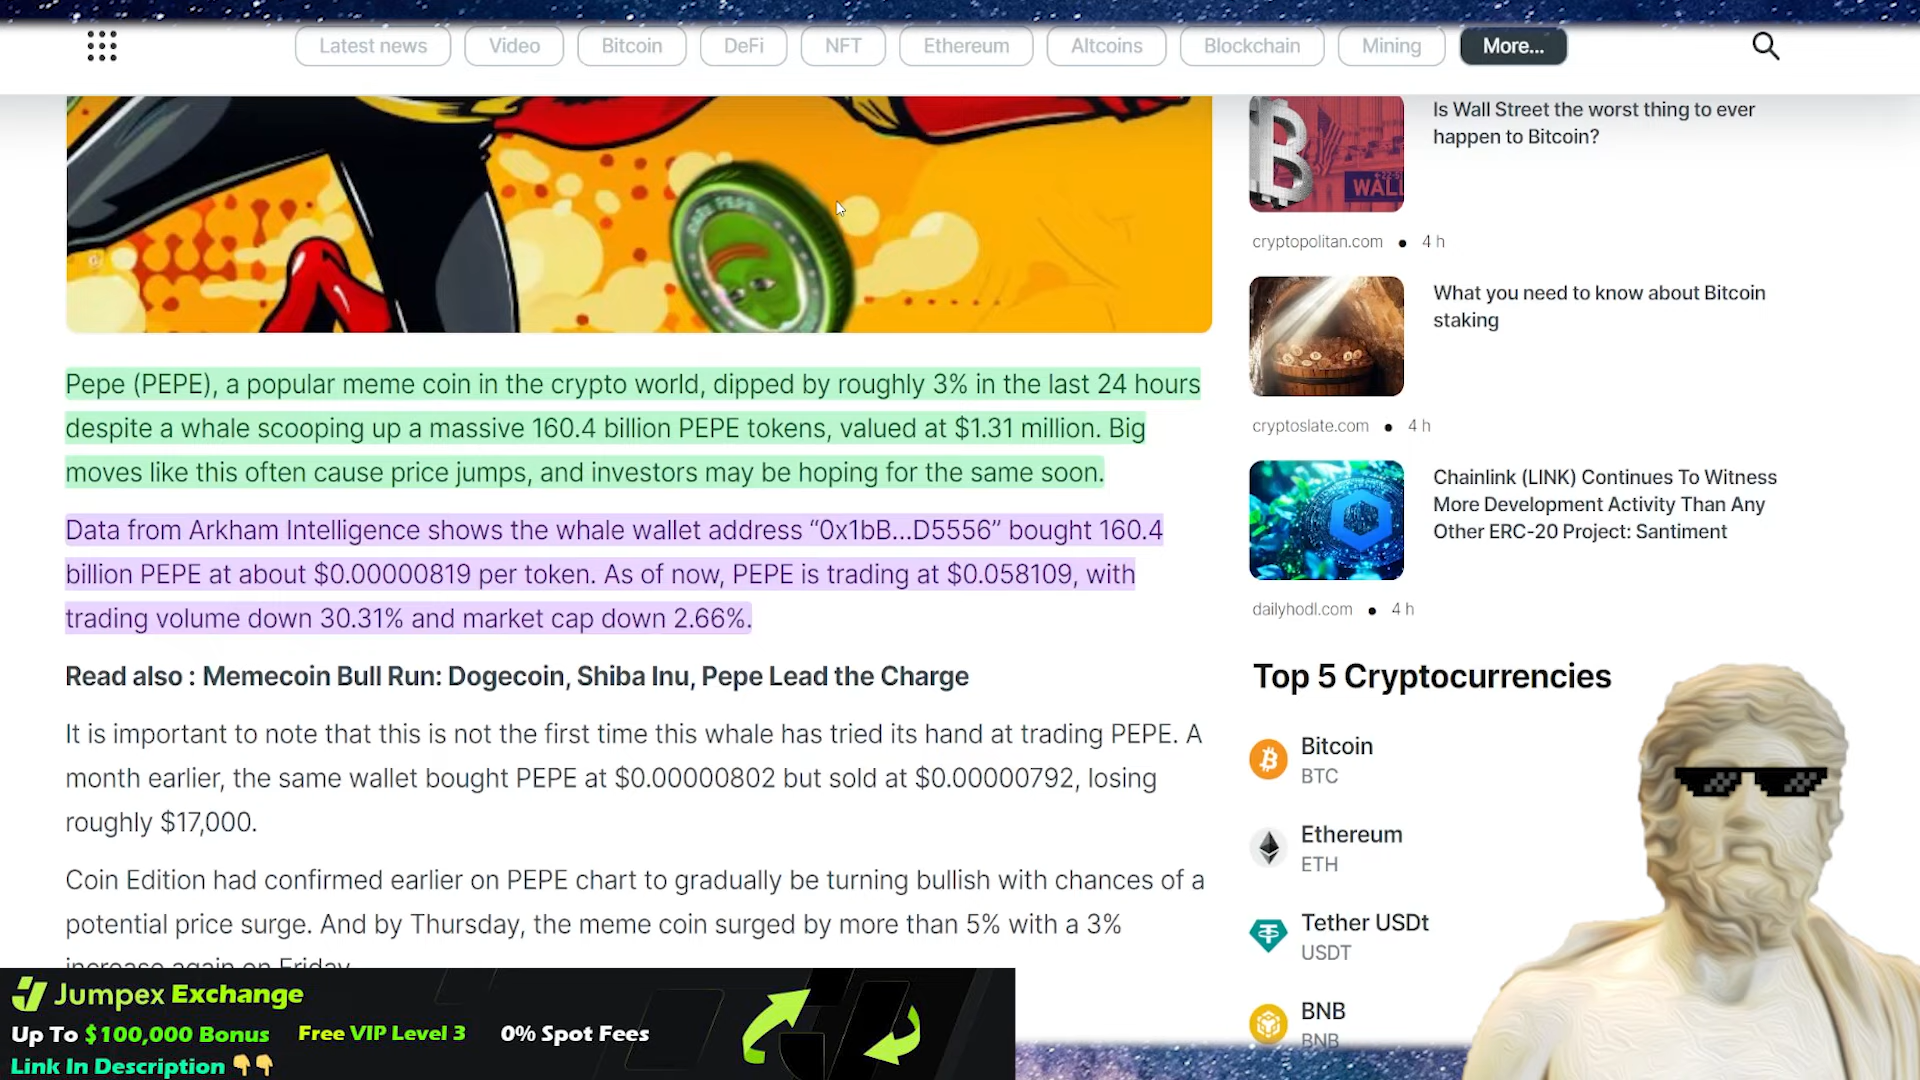 Latest news
Video
Bitcoin
DeFi
NFT
Ethereum
Altcoins
Blockchain
Mining
More...
Pepe (PEPE), a popular meme coin in the crypto world, dipped by roughly 3% in the last 24 hours
despite a whale scooping up a massive 160.4 billion PEPE tokens, valued at $1.31 million. Big
moves like this often cause price jumps, and investors may be hoping for the same soon.
Data from Arkham Intelligence shows the whale wallet address “0x1bB...D5556” bought 160.4
billion PEPE at about $0.00000819 per token. As of now, PEPE is trading at $0.058109, with
trading volume down 30.31% and market cap down 2.66%.
Read also : Memecoin Bull Run: Dogecoin, Shiba Inu, Pepe Lead the Charge
It is important to note that this is not the first time this whale has tried its hand at trading PEPE. A
month earlier, the same wallet bought PEPE at $0.00000802 but sold at $0.00000792, losing
roughly $17,000.
Coin Edition had confirmed earlier on PEPE chart to gradually be turning bullish with chances of a
potential price surge. And by Thursday, the meme coin surged by more than 5% with a 3%
increase again on Friday.
Is Wall Street the worst thing to ever
happen to Bitcoin?
WALL
cryptopolitan.com ● 4 h
What you need to know about Bitcoin
staking
cryptoslate.com ● 4 h
Chainlink (LINK) Continues To Witness
More Development Activity Than Any
Other ERC-20 Project: Santiment
dailyhodl.com ● 4 h
Top 5 Cryptocurrencies
Bitcoin
BTC
Ethereum
ETH
Tether USDt
USDT
BNB
BNB
Jumpex Exchange
Up To $100,000 Bonus Free VIP Level 3 0% Spot Fees
Link In Description 👇👇